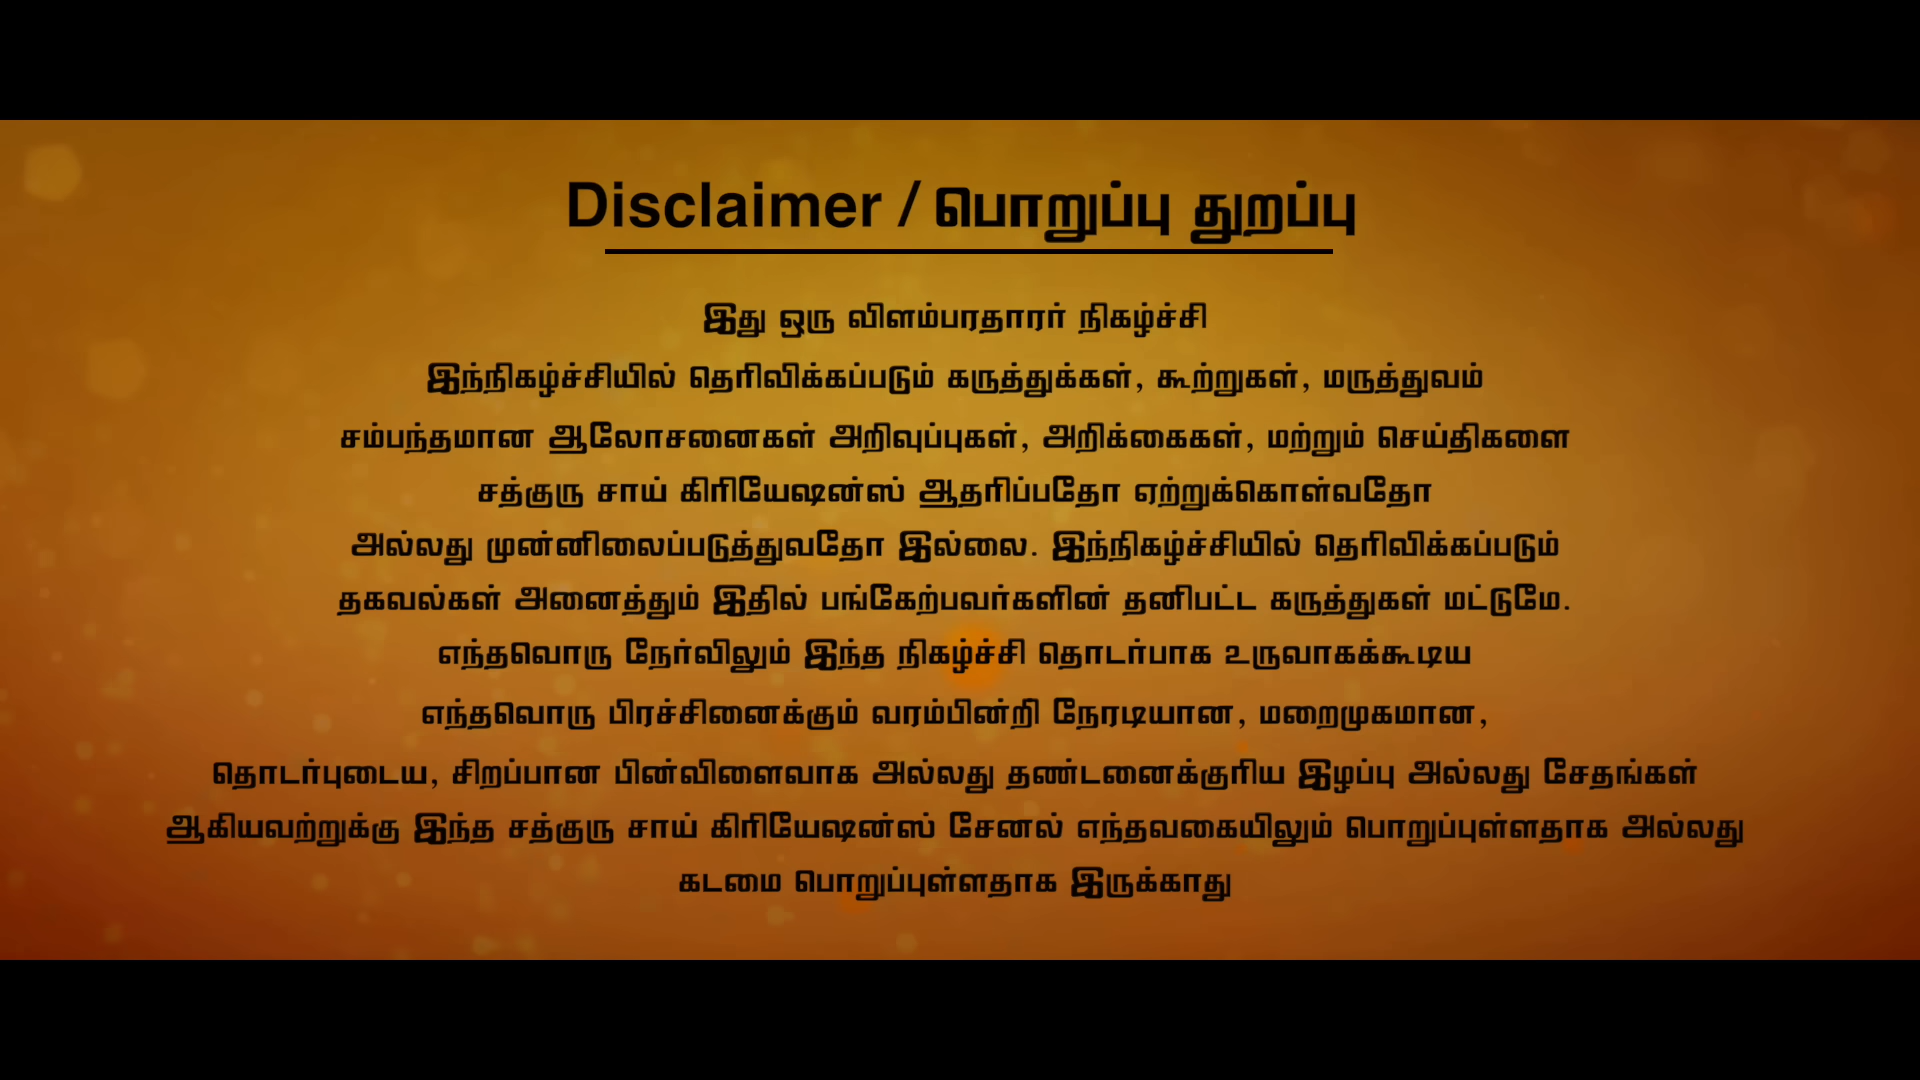 Disclaimer / பொறுப்பு துறப்பு
இது ஒரு விளம்பரதாரர் நிகழ்ச்சி
இந்நிகழ்ச்சியில் தெரிவிக்கப்படும் கருத்துக்கள், கூற்றுகள், மருத்துவம்
சம்பந்தமான ஆலோசனைகள் அறிவுப்புகள், அறிக்கைகள், மற்றும் செய்திகளை
சத்குரு சாய் கிரியேஷன்ஸ் ஆதரிப்பதோ ஏற்றுக்கொள்வதோ
அல்லது முன்னிலைப்படுத்துவதோ இல்லை. இந்நிகழ்ச்சியில் தெரிவிக்கப்படும்
தகவல்கள் அனைத்தும் இதில் பங்கேற்பவர்களின் தனிபட்ட கருத்துகள் மட்டுமே.
எந்தவொரு நேர்விலும் இந்த நிகழ்ச்சி தொடர்பாக உருவாகக்கூடிய
எந்தவொரு பிரச்சினைக்கும் வரம்பின்றி நேரடியான, மறைமுகமான,
தொடர்புடைய, சிறப்பான பின்விளைவாக அல்லது தண்டனைக்குரிய இழப்பு அல்லது சேதங்கள்
ஆகியவற்றுக்கு இந்த சத்குரு சாய் கிரியேஷன்ஸ் சேனல் எந்தவகையிலும் பொறுப்புள்ளதாக அல்லது
கடமை பொறுப்புள்ளதாக இருக்காது